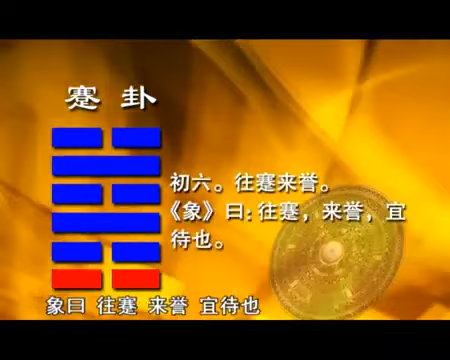 蹇 卦
初六。往蹇来誉。
《象》曰:往蹇，来誉，宜
待也。
象曰 往蹇 来誉 宜待也